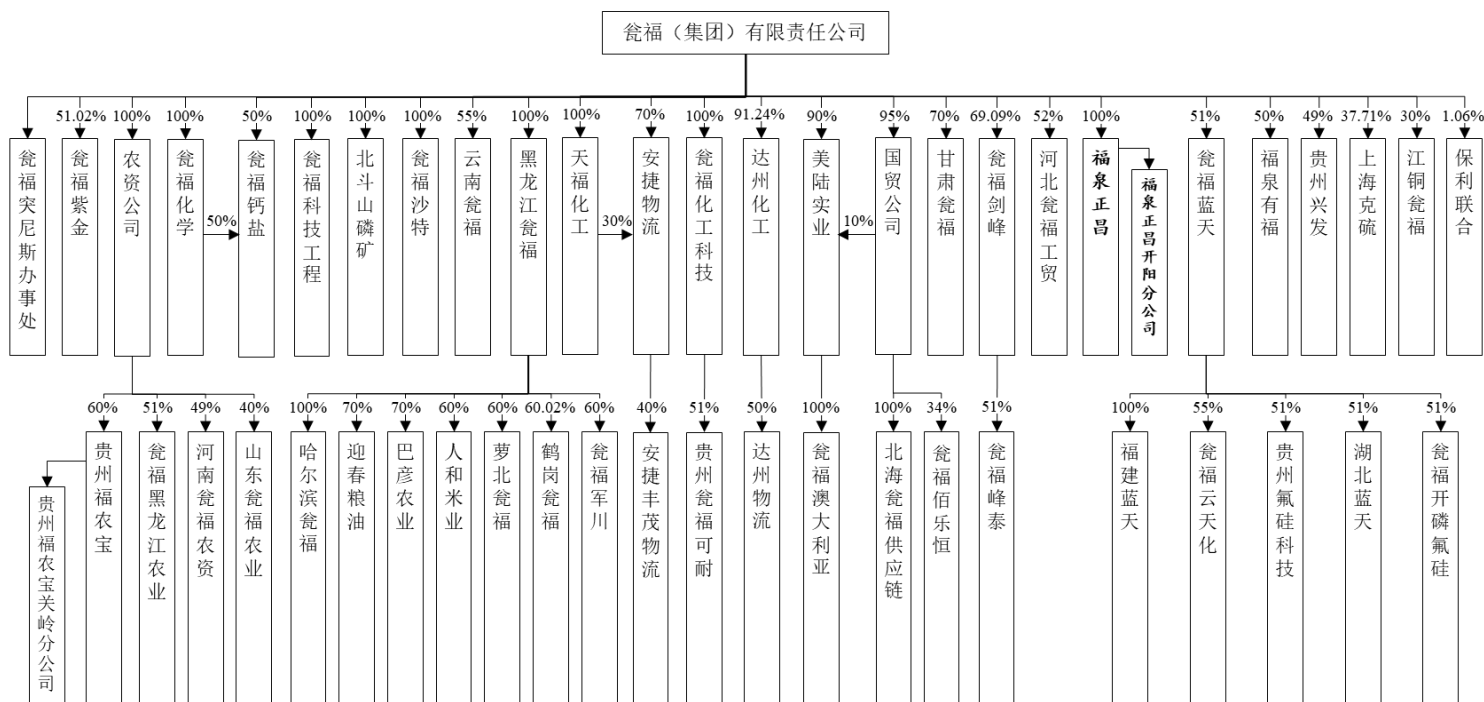 瓮福（集团）有限责任公司
51.02%
100%
100%
50%
100%
100%
100%
55%
100%
100%
70%
100%
91.24%
90%
95%
70%
69.09%
52%
100%
51%
50%
49%
37.71%
30%
1.06%
瓮福突尼斯办事处
瓮福紫金
农资公司
瓮福化学
50%
瓮福钙盐
瓮福科技工程
北斗山磷矿
瓮福沙特
云南瓮福
黑龙江瓮福
天福化工
30%
安捷物流
瓮福化工科技
达州化工
美陆实业
10%
国贸公司
甘肃瓮福
瓮福剑峰
河北瓮福工贸
福泉正昌
福泉正昌开阳分公司
瓮福蓝天
福泉有福
贵州兴发
上海克硫
江铜瓮福
保利联合
60%
51%
49%
40%
100%
70%
70%
60%
60%
60.02%
60%
40%
51%
50%
100%
100%
34%
51%
100%
55%
51%
51%
51%
贵州福农宝关岭分公司
贵州福农宝
瓮福黑龙江农业
河南瓮福农资
山东瓮福农业
哈尔滨瓮福
迎春粮油
巴彦农业
人和米业
萝北瓮福
鹤岗瓮福
瓮福军川
安捷丰茂物流
贵州瓮福可耐
达州物流
瓮福澳大利亚
北海瓮福供应链
瓮福佰乐恒
瓮福峰泰
福建蓝天
瓮福云天化
贵州氟硅科技
湖北蓝天
瓮福开磷氟硅